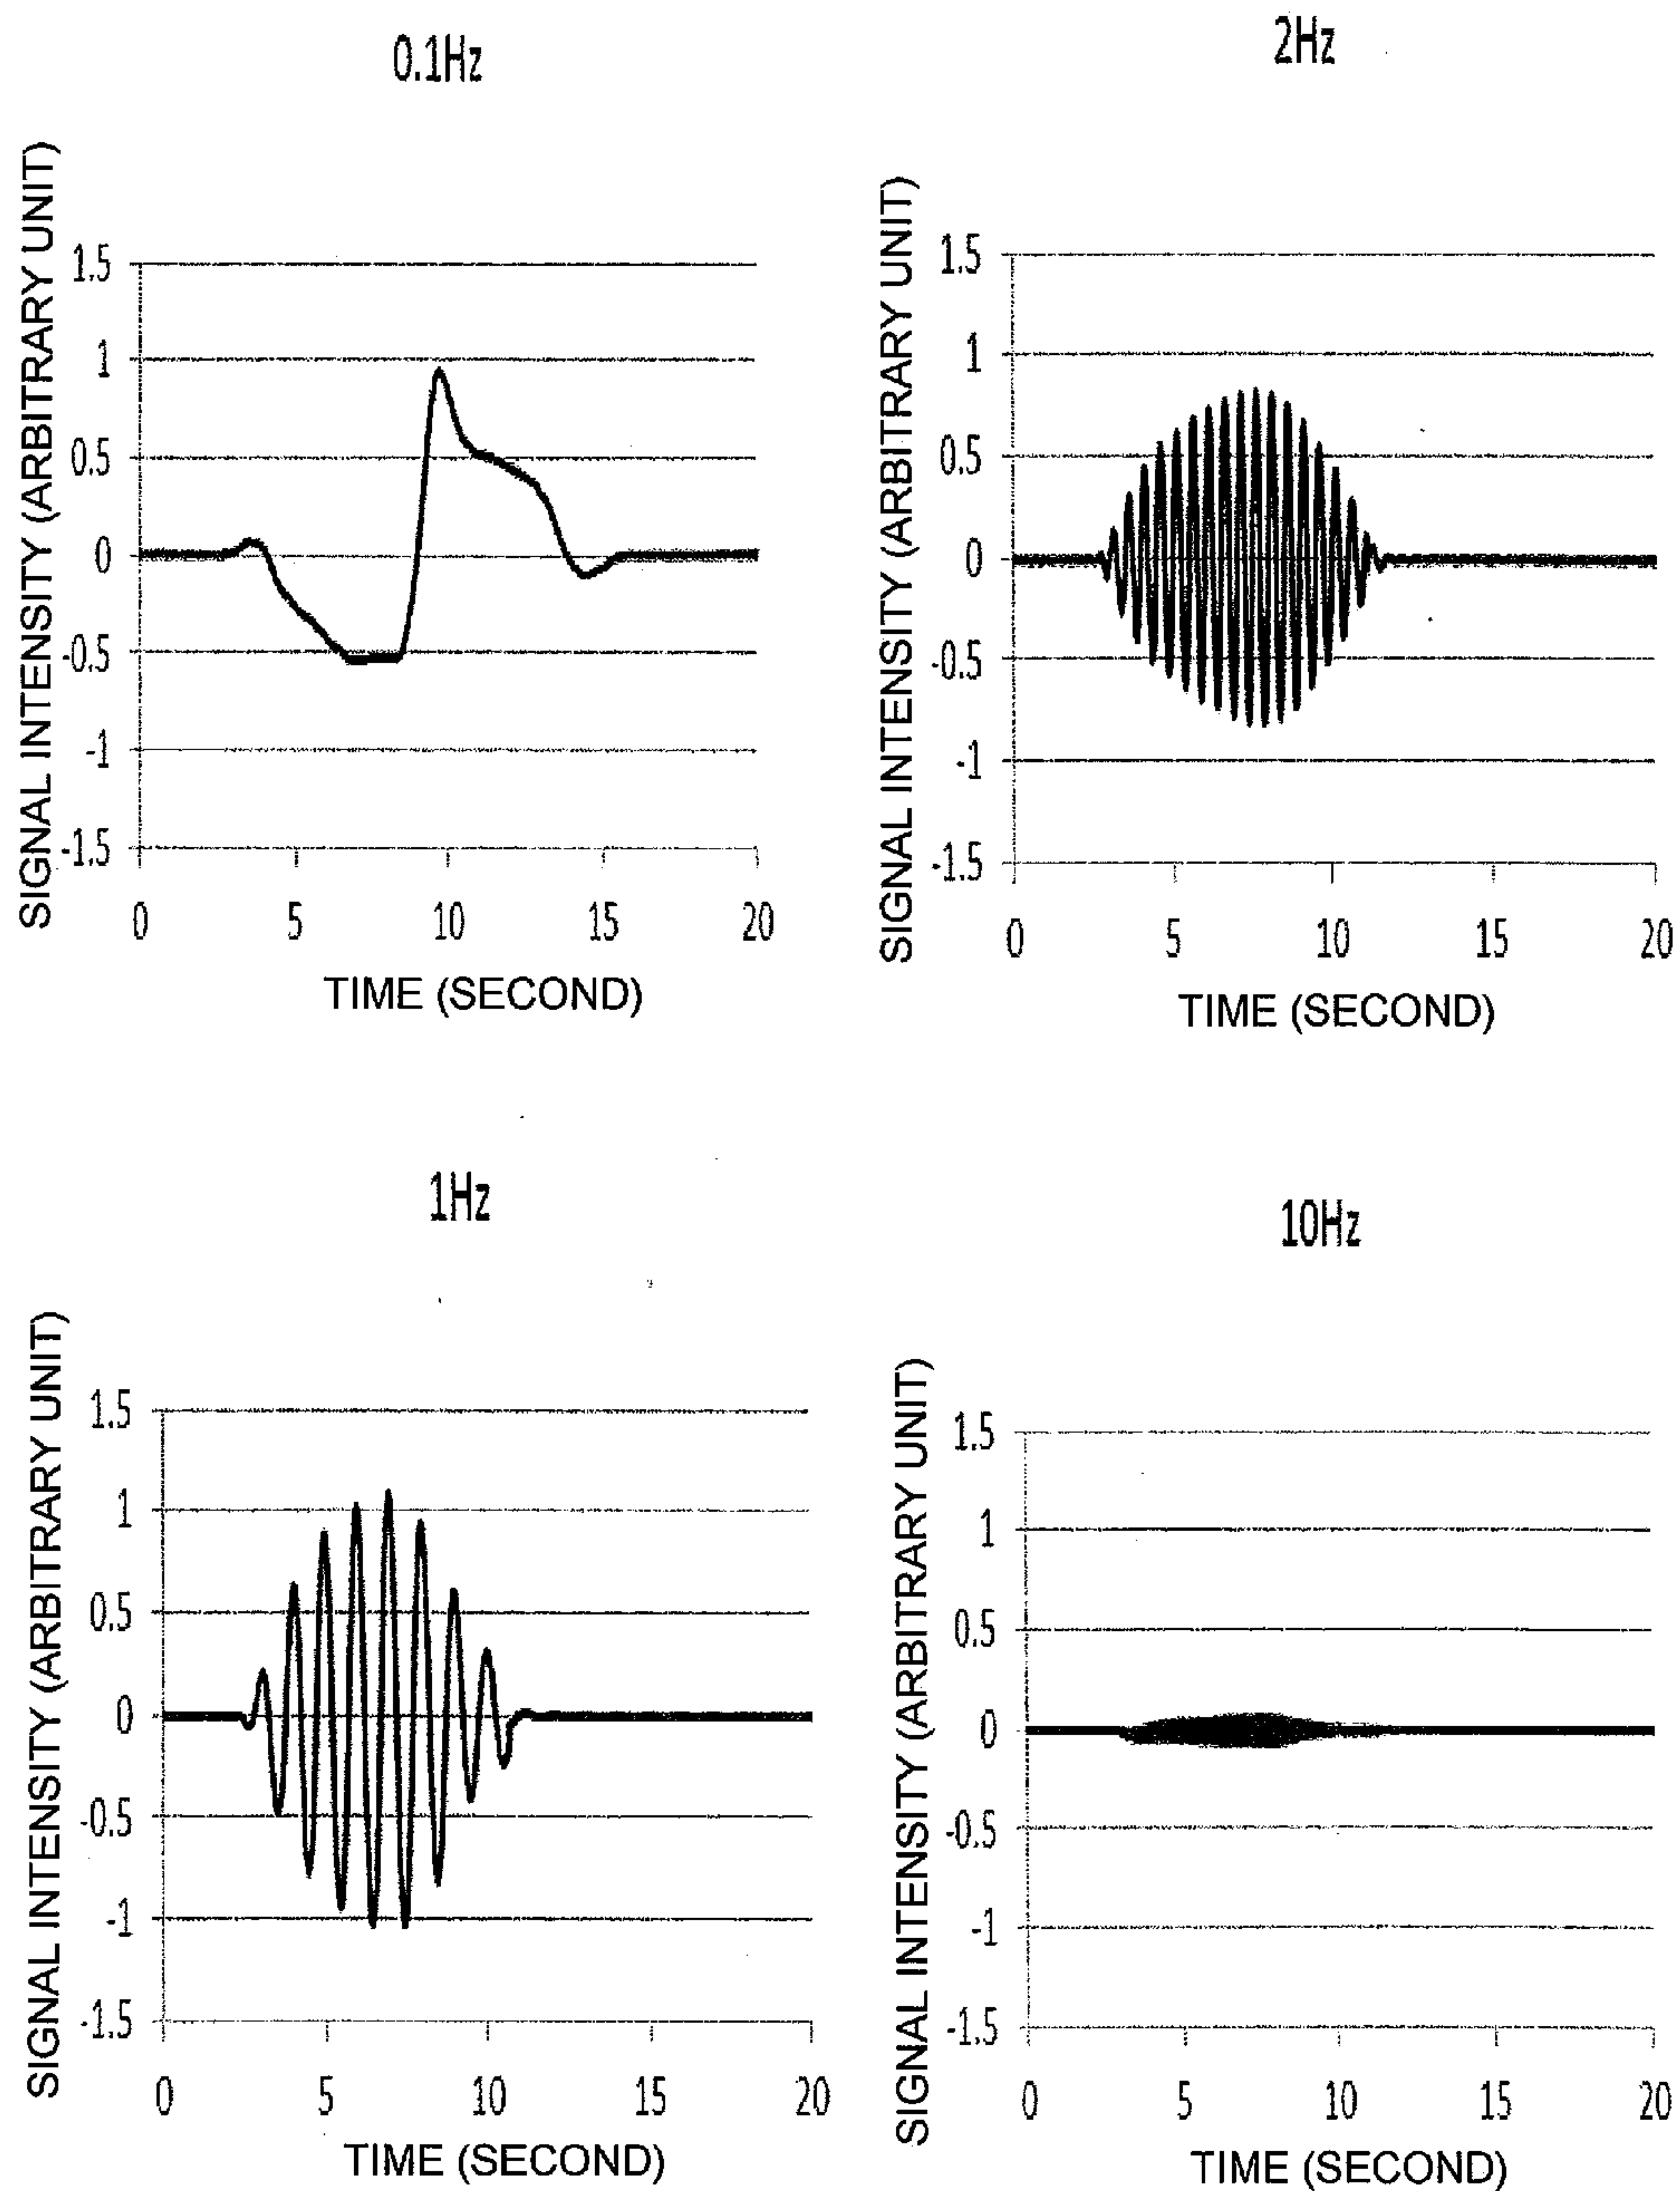 0.1Hz
SIGNAL INTENSITY (ARBITRARY UNIT)
1.5
1
0.5
0
-0.5
-1
-1.5
0 5 10 15 20
TIME (SECOND)
2Hz
SIGNAL INTENSITY (ARBITRARY UNIT)
1.5
1
0.5
0
-0.5
-1
-1.5
0 5 10 15 20
TIME (SECOND)
1Hz
SIGNAL INTENSITY (ARBITRARY UNIT)
1.5
1
0.5
0
-0.5
-1
-1.5
0 5 10 15 20
TIME (SECOND)
10Hz
SIGNAL INTENSITY (ARBITRARY UNIT)
1.5
1
0.5
0
-0.5
-1
-1.5
0 5 10 15 20
TIME (SECOND)